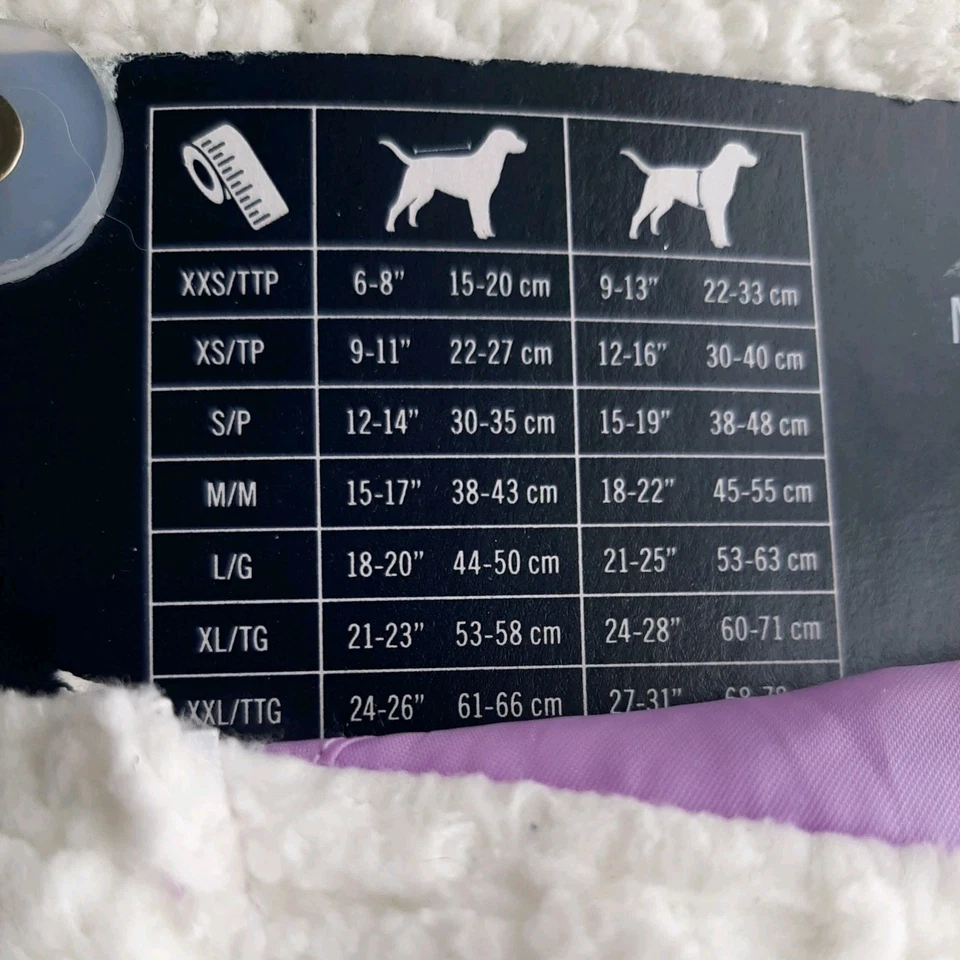 XXS/TTP 6-8" 15-20 cm 9-13" 22-33 cm
XS/TP 9-11" 22-27 cm 12-16" 30-40 cm
S/P 12-14" 30-35 cm 15-19" 38-48 cm
M/M 15-17" 38-43 cm 18-22" 45-55 cm
L/G 18-20" 44-50 cm 21-25" 53-63 cm
XL/TG 21-23" 53-58 cm 24-28" 60-71 cm
XXL/TTG 24-26" 61-66 cm 27-31"